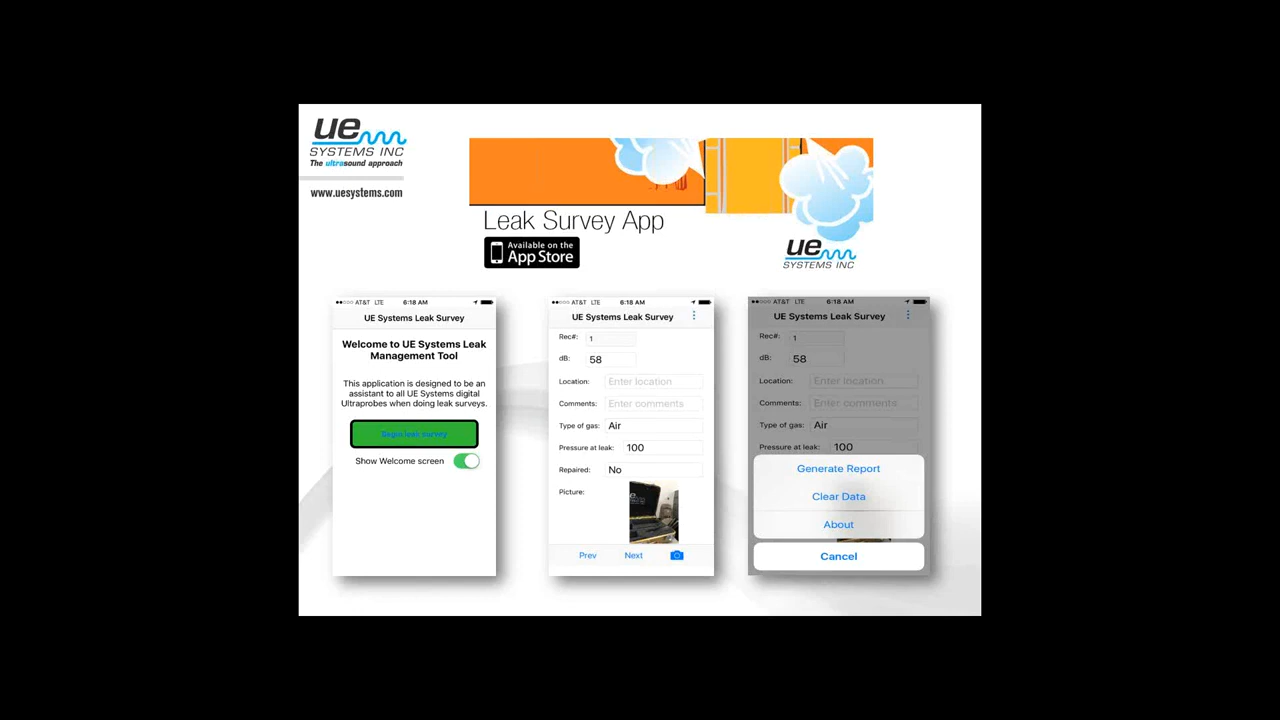 ue
SYSTEMS INC
The ultrasound approach
www.uesystems.com
Leak Survey App
Available on the
App Store
ue
SYSTEMS INC
AT&T LTE 6:18 AM
UE Systems Leak Survey
Welcome to UE Systems Leak
Management Tool
This application is designed to be an
assistant to all UE Systems digital
Ultraprobes when doing leak surveys.
Begin leak survey
Show Welcome screen
AT&T LTE 6:18 AM
UE Systems Leak Survey
Rec#: 1
dB: 58
Location: Enter location
Comments: Enter comments
Type of gas: Air
Pressure at leak: 100
Repaired: No
Picture:
Prev Next
AT&T LTE 6:18 AM
UE Systems Leak Survey
Rec#: 1
dB: 58
Location: Enter location
Comments: Enter comments
Type of gas: Air
Pressure at leak: 100
Generate Report
Clear Data
About
Cancel